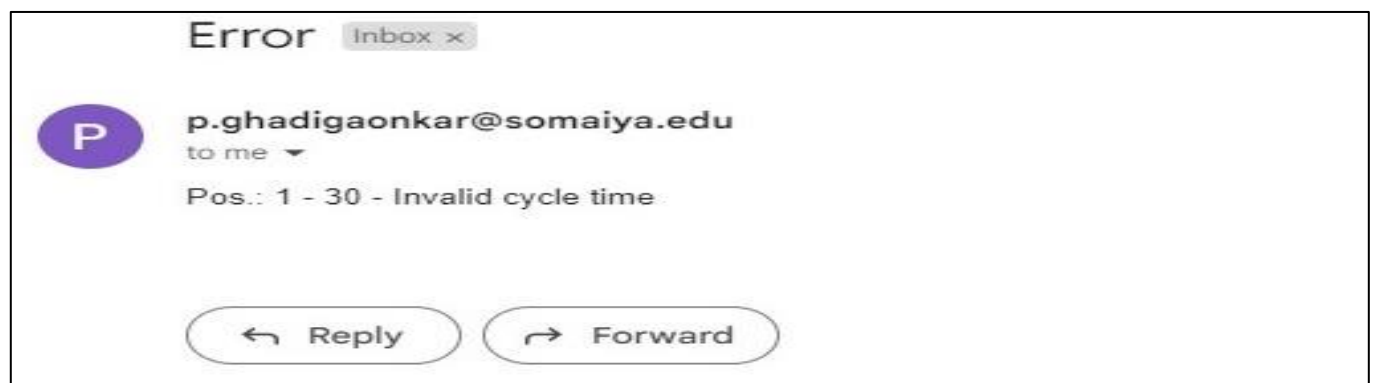 Error Inbox ×
P
p.ghadigaonkar@somaiya.edu
to me
Pos.: 1 - 30 - Invalid cycle time
Reply Forward